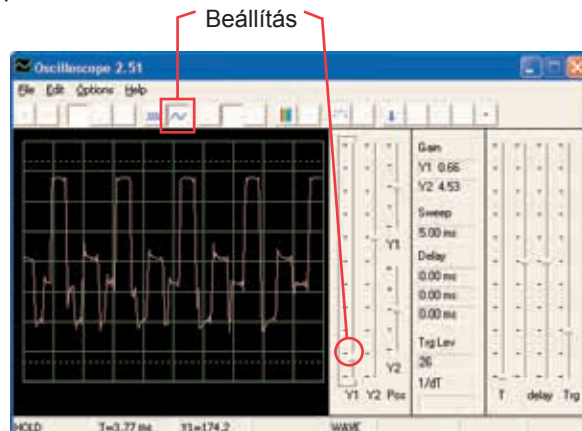 Beállítás
Oscilloscope 2.51
File Edit Options Help
Gain
Y1 0.66
Y2 4.53
Sweep
5.00 ms
Delay
0.00 ms
0.00 ms
0.00 ms
Trg Lev
26
1/dT
Y1
Y2
Y1 Y2 Pos
T delay Trg
HOLD T=3.77 ms Y1=174.2 WAVE